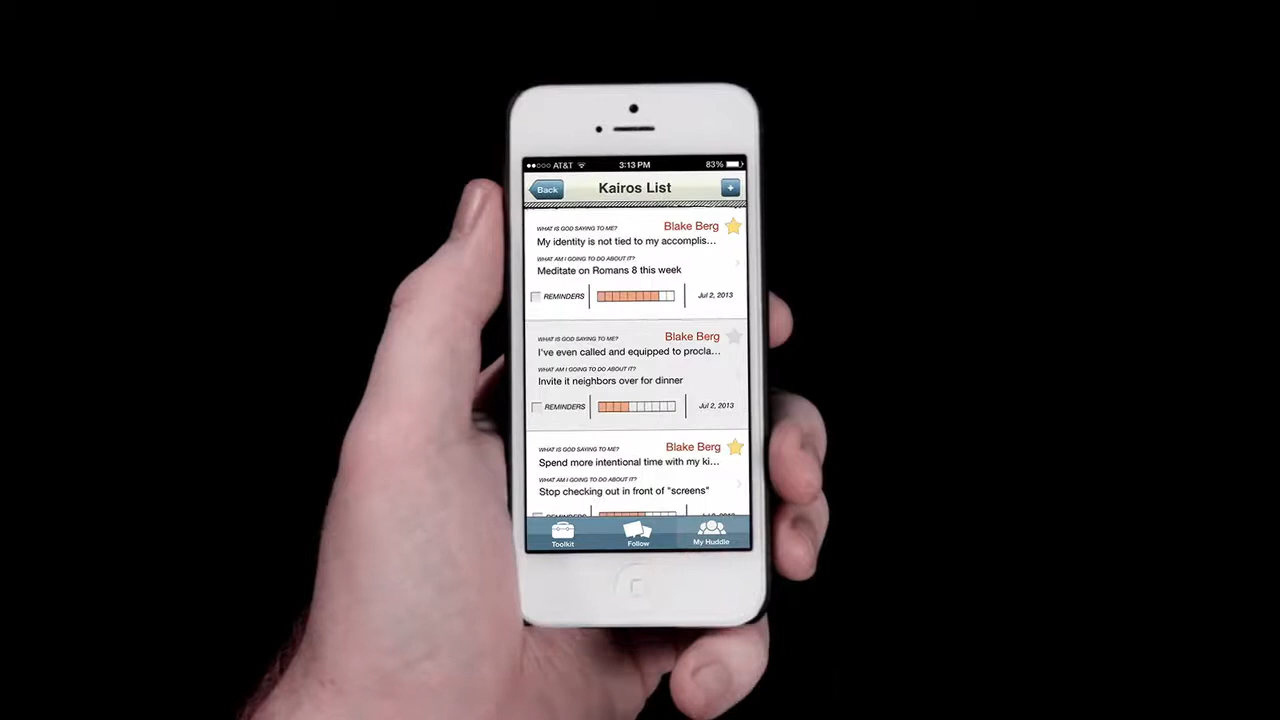 AT&T 3:13 PM 83%
Back Kairos List +
WHAT IS GOD SAYING TO ME? Blake Berg
My identity is not tied to my accomplis...
WHAT AM I GOING TO DO ABOUT IT?
Meditate on Romans 8 this week
REMINDERS Jul 2, 2013
WHAT IS GOD SAYING TO ME? Blake Berg
I've even called and equipped to procla...
WHAT AM I GOING TO DO ABOUT IT?
Invite it neighbors over for dinner
REMINDERS Jul 2, 2013
WHAT IS GOD SAYING TO ME? Blake Berg
Spend more intentional time with my ki...
WHAT AM I GOING TO DO ABOUT IT?
Stop checking out in front of "screens"
REMINDERS Jul 2, 2013
Toolkit Follow My Huddle